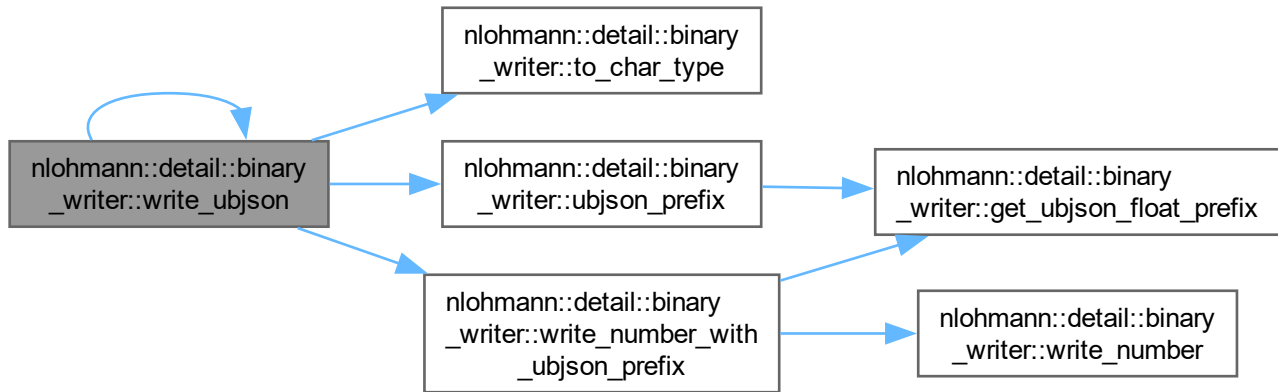 nlohmann::detail::binary
_writer::to_char_type
nlohmann::detail::binary
_writer::write_ubjson
nlohmann::detail::binary
_writer::ubjson_prefix
nlohmann::detail::binary
_writer::get_ubjson_float_prefix
nlohmann::detail::binary
_writer::write_number_with
_ubjson_prefix
nlohmann::detail::binary
_writer::write_number